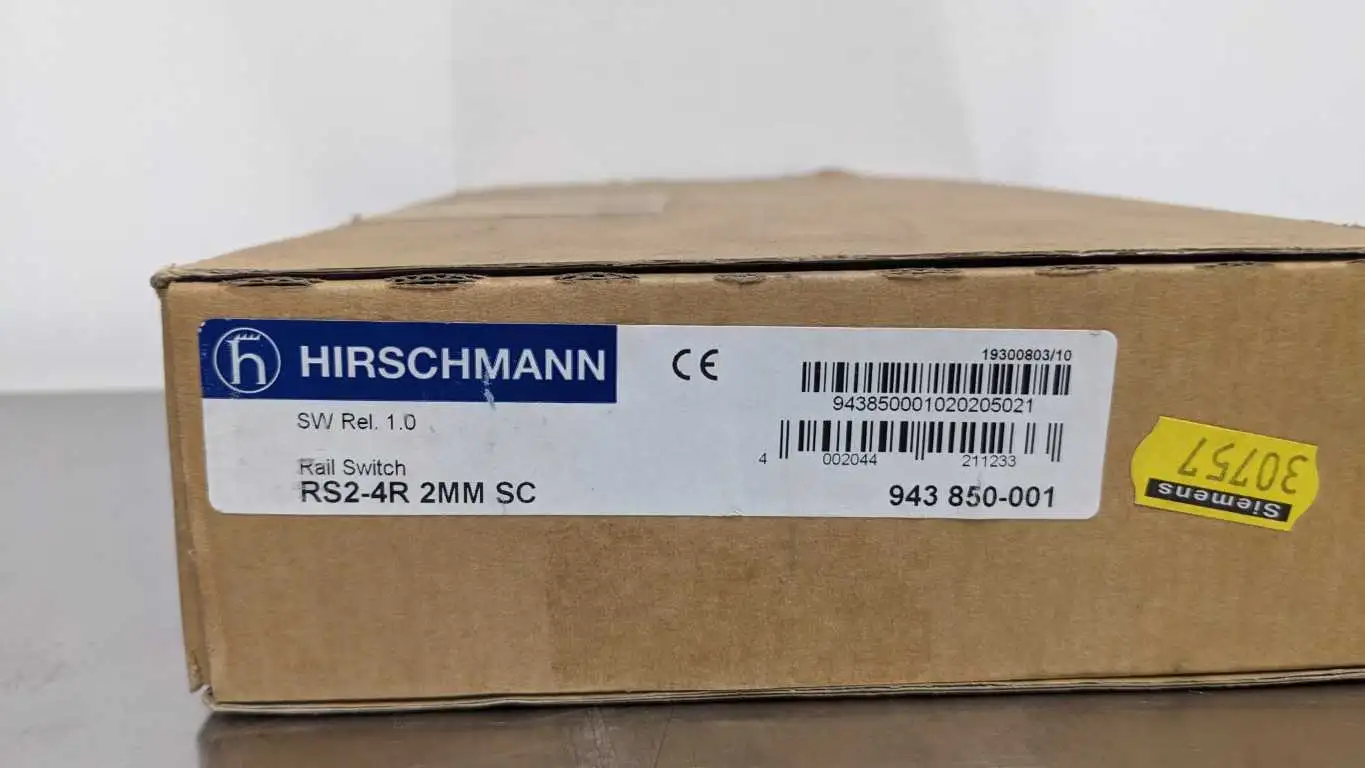 HIRSCHMANN
CE
19300803/10
943850001020205021
SW Rel. 1.0
4 002044 211233
Rail Switch
RS2-4R 2MM SC
943 850-001
30757
Siemens